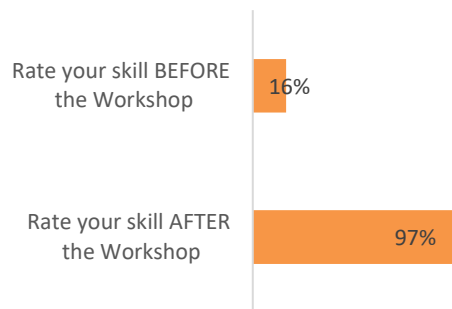 Rate your skill BEFORE
the Workshop
16%
Rate your skill AFTER
the Workshop
97%